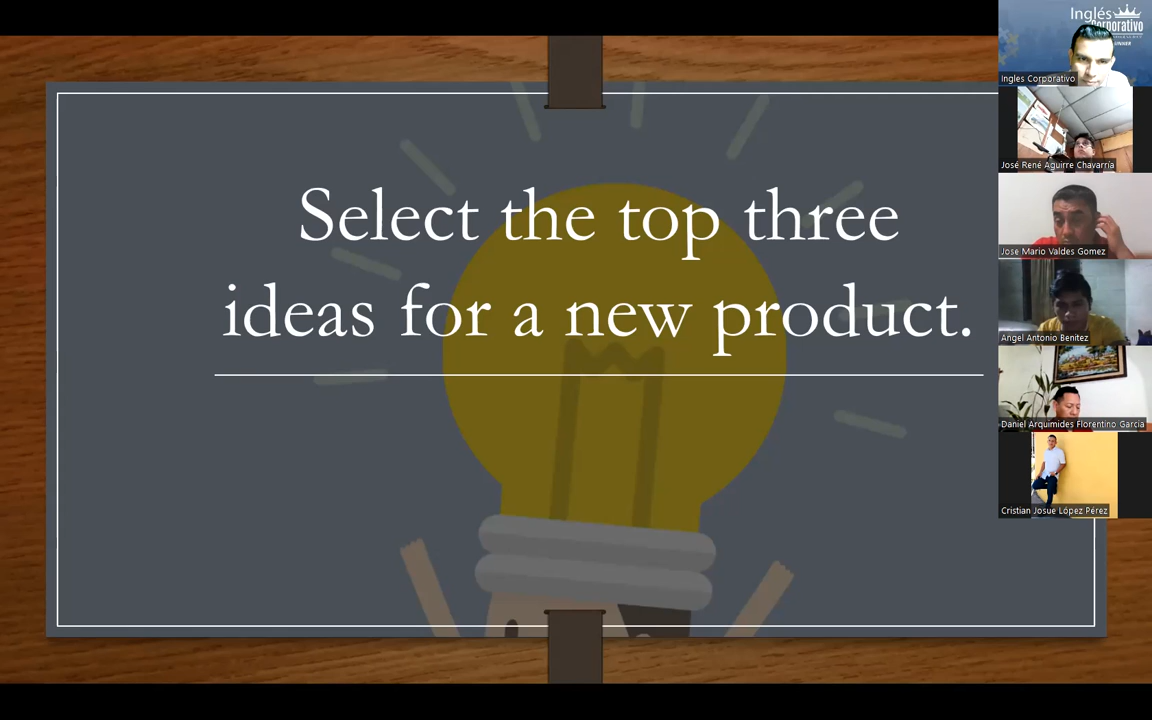 Select the top three
ideas for a new product.
Inglés
Corporativo
Ingles Corporativo
José René Aguirre Chavarría
Jose Mario Valdes Gomez
Angel Antonio Benitez
Daniel Arquimides Florentino Garcia
Cristian Josue López Pérez